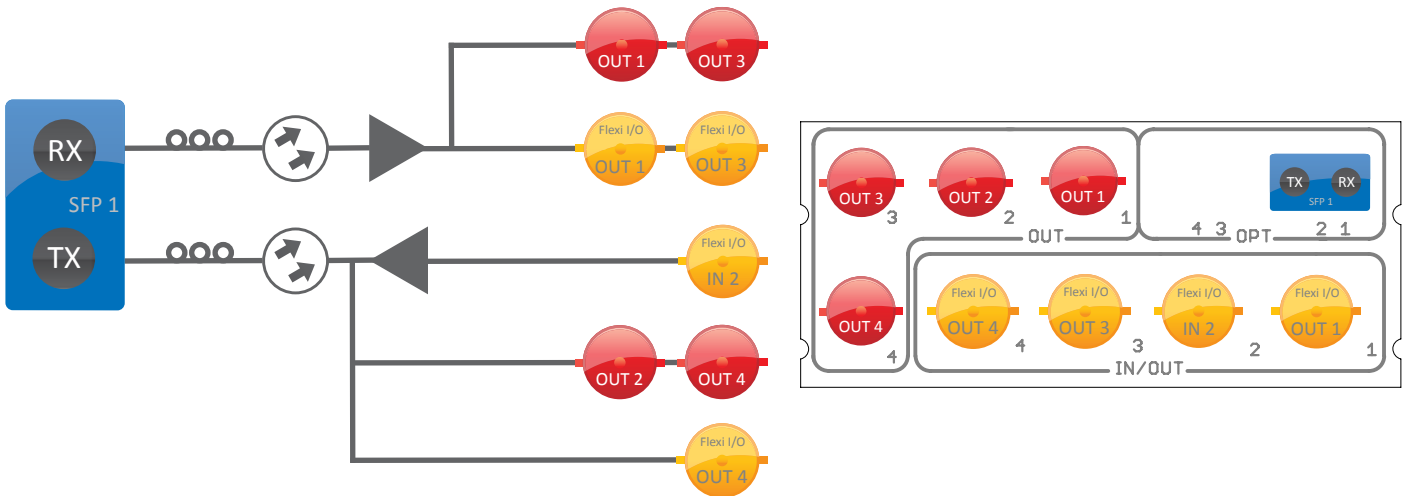 OUT 1
OUT 3
RX
Flexi I/O
OUT 1
Flexi I/O
OUT 3
SFP 1
TX
Flexi I/O
IN 2
OUT 2
OUT 4
Flexi I/O
OUT 4
OUT 3
3
OUT 2
2
OUT 1
1
OUT
TX
RX
SFP 1
4 3
OPT
2 1
OUT 4
4
Flexi I/O
OUT 4
4
Flexi I/O
OUT 3
3
Flexi I/O
IN 2
2
Flexi I/O
OUT 1
1
IN/OUT